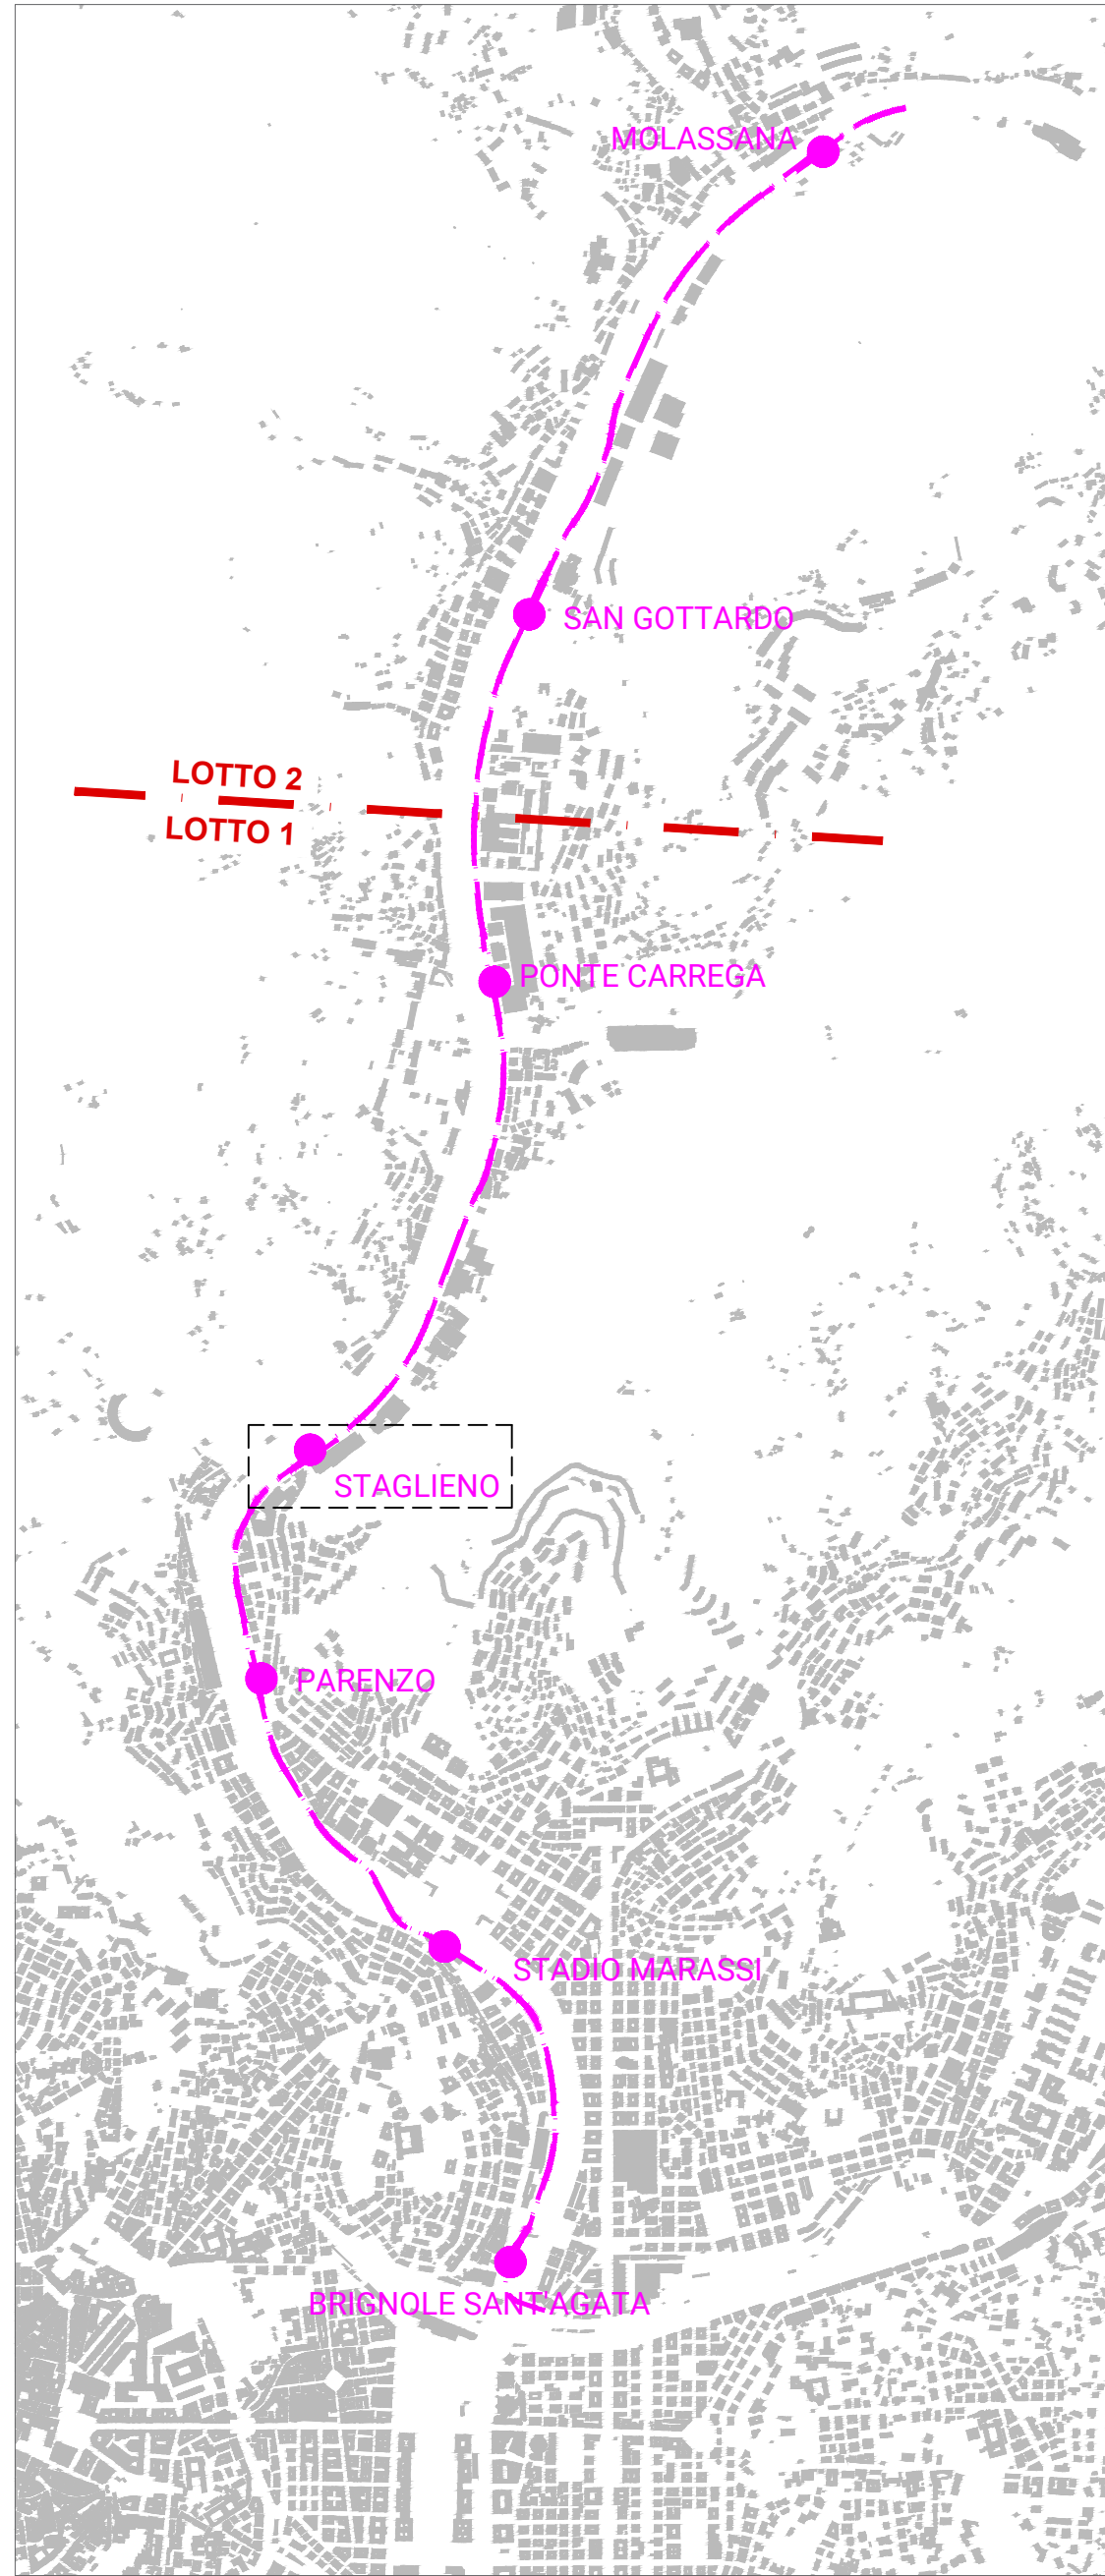 MOLASSANA
SAN GOTTARDO
LOTTO 2
LOTTO 1
PONTE CARREGA
STAGLIENO
PARENZO
STADIO MARASSI
BRIGNOLE SANT'AGATA